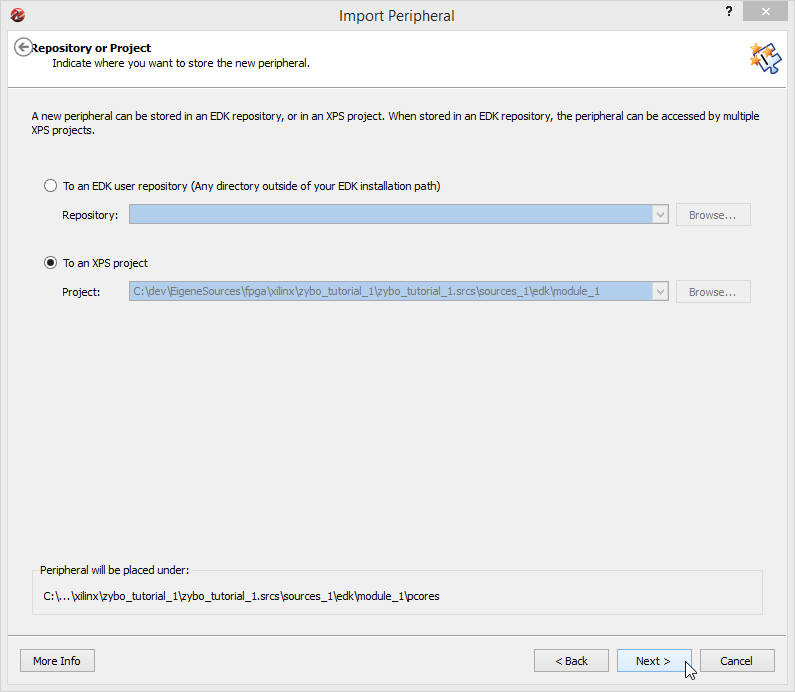 Import Peripheral
?
Repository or Project
Indicate where you want to store the new peripheral.
A new peripheral can be stored in an EDK repository, or in an XPS project. When stored in an EDK repository, the peripheral can be accessed by multiple
XPS projects.
To an EDK user repository (Any directory outside of your EDK installation path)
Repository:
Browse...
To an XPS project
Project:
C:\dev\EigeneSources\fpga\xilinx\zybo_tutorial_1\zybo_tutorial_1.srcs\sources_1\edk\module_1
Browse...
Peripheral will be placed under:
C:\...\xilinx\zybo_tutorial_1\zybo_tutorial_1.srcs\sources_1\edk\module_1\pcores
More Info
< Back
Next >
Cancel